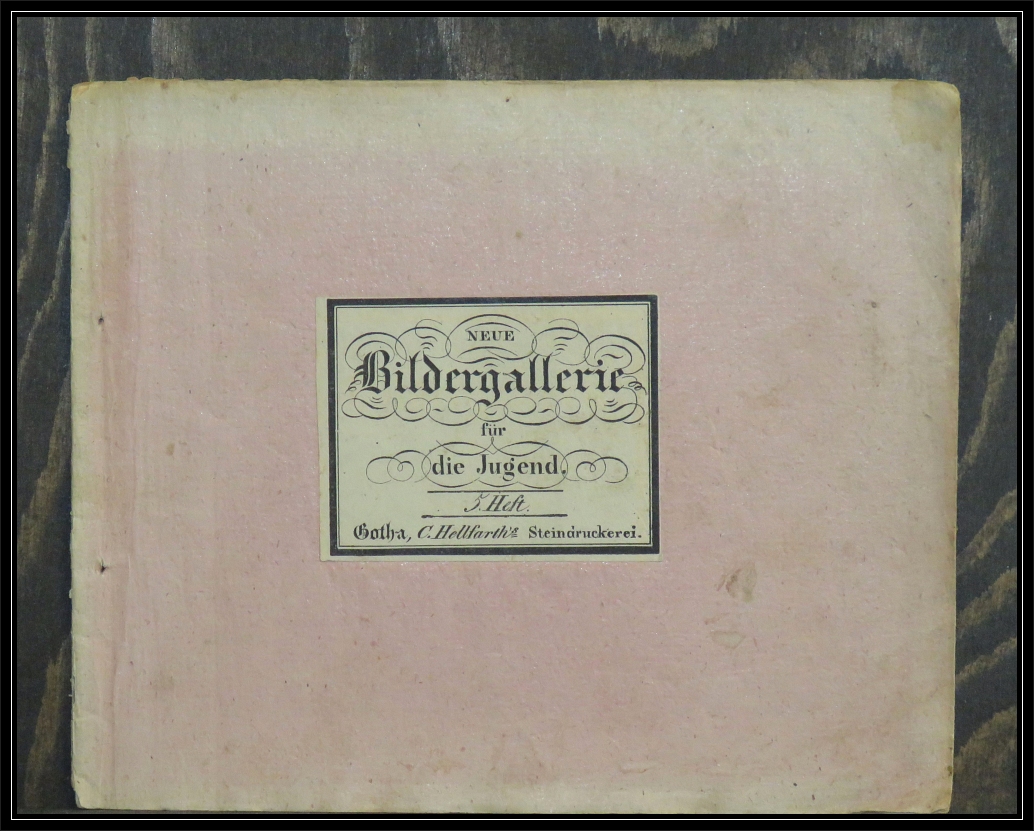 NEUE
Bildergallerie
für
die Jugend.
5. Heft.
Gotha, C. Hellfarth's Steindruckerei.